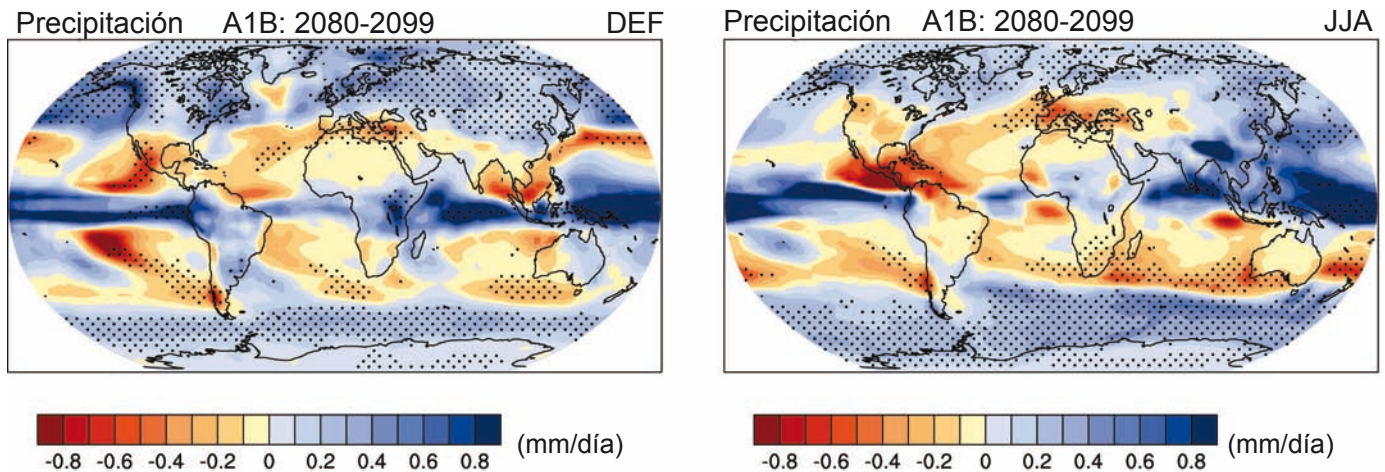 Precipitación A1B: 2080-2099 DEF
Precipitación A1B: 2080-2099 JJA
-0.8 -0.6 -0.4 -0.2 0 0.2 0.4 0.6 0.8 (mm/día)
-0.8 -0.6 -0.4 -0.2 0 0.2 0.4 0.6 0.8 (mm/día)